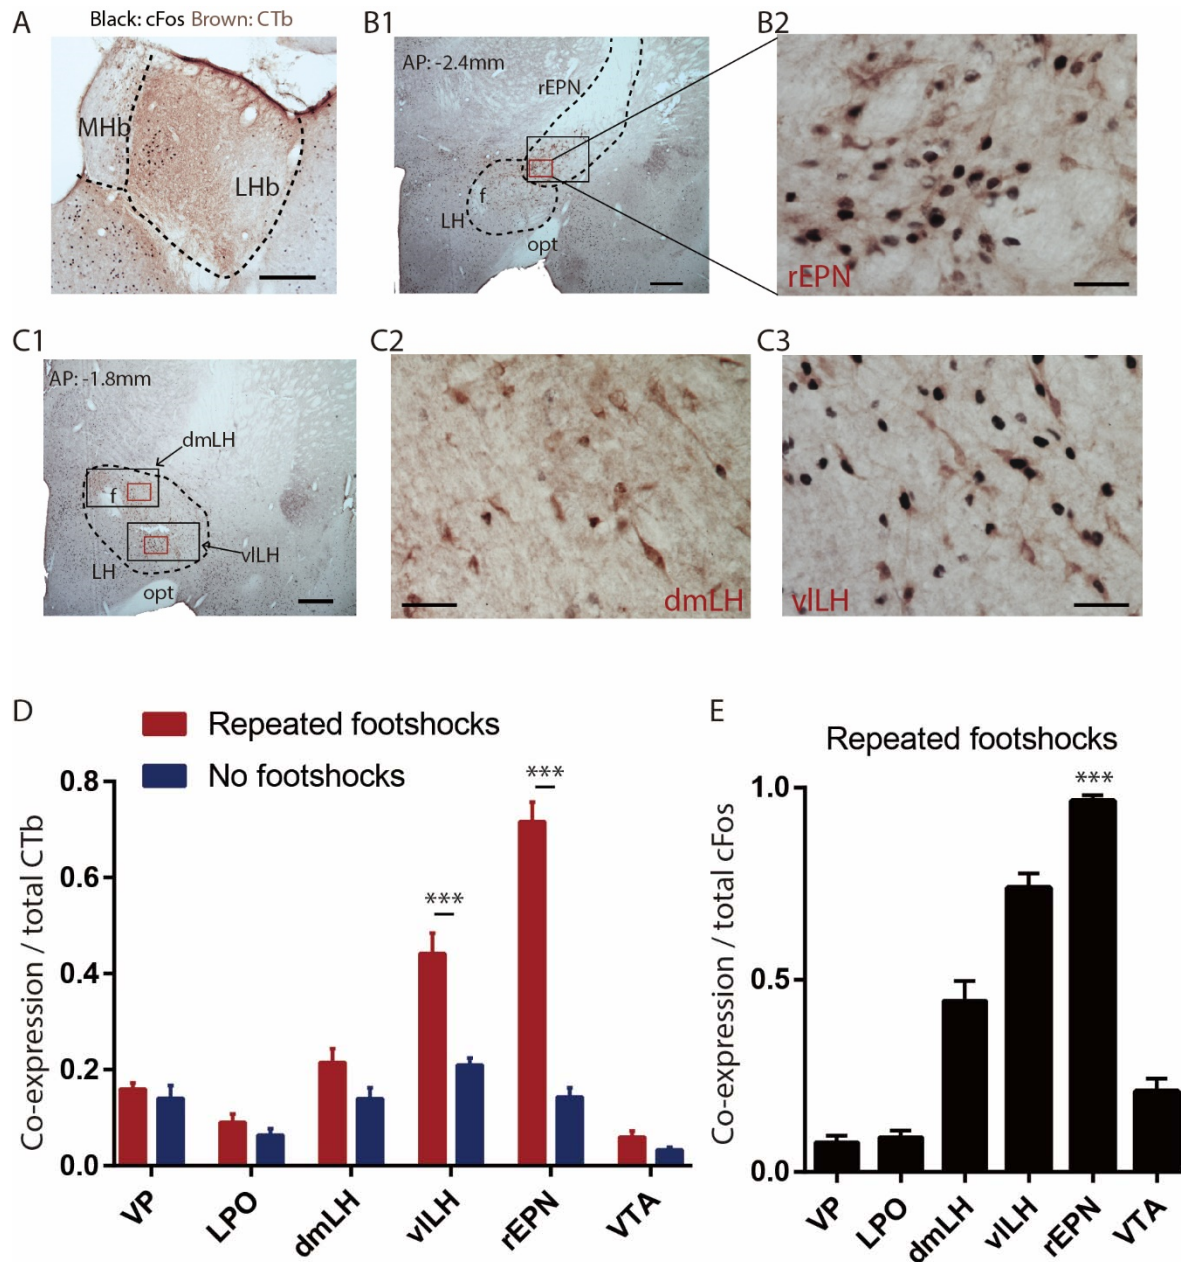 A
Black: cFos Brown: CTb
MHb
LHb
B1
AP: -2.4mm
rEPN
f
LH
opt
B2
rEPN
C1
AP: -1.8mm
dmLH
f
vlLH
LH
opt
C2
dmLH
C3
vlLH
D
Repeated footshocks
No footshocks
Co-expression / total CTb
0.8
0.6
0.4
0.2
0.0
***
***
VP
LPO
dmLH
vlLH
rEPN
VTA
E
Repeated footshocks
Co-expression / total cFos
1.0
0.5
0.0
***
VP
LPO
dmLH
vlLH
rEPN
VTA